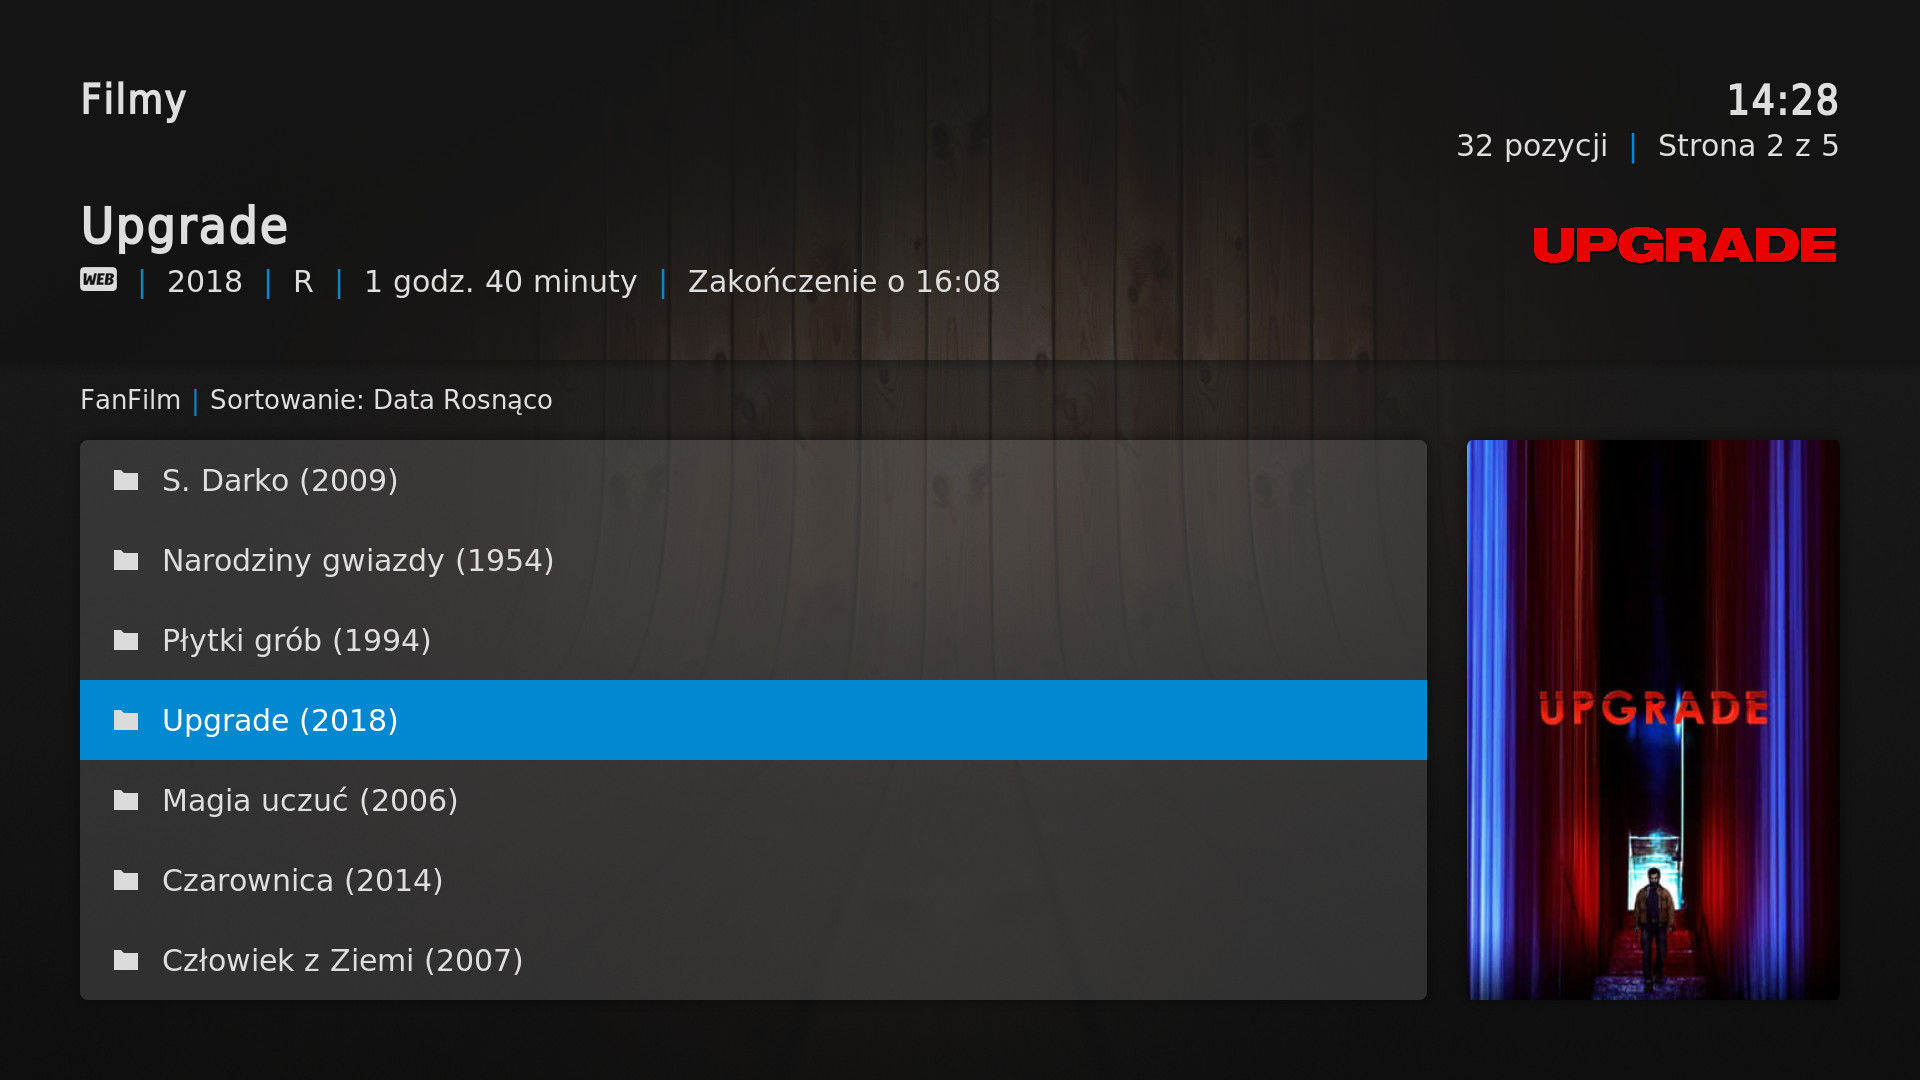 Filmy
14:28
32 pozycji | Strona 2 z 5
Upgrade
UPGRADE
WEB | 2018 | R | 1 godz. 40 minuty | Zakończenie o 16:08
FanFilm | Sortowanie: Data Rosnąco
S. Darko (2009)
Narodziny gwiazdy (1954)
Płytki grób (1994)
Upgrade (2018)
Magia uczuć (2006)
Czarownica (2014)
Człowiek z Ziemi (2007)
UPGRADE